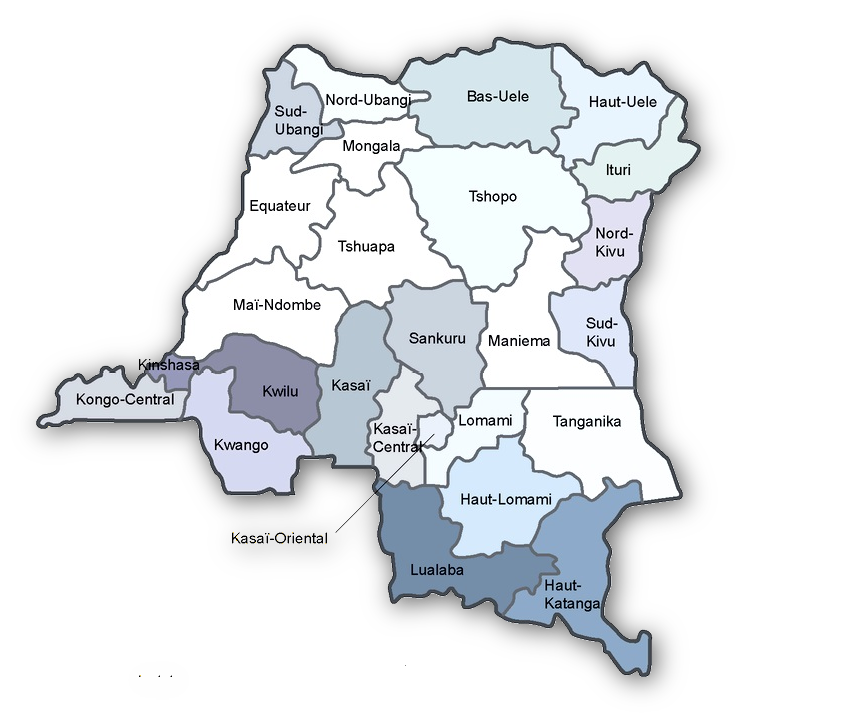 Nord-Ubangi
Bas-Uele
Haut-Uele
Sud-
Ubangi
Mongala
Ituri
Tshopo
Equateur
Tshuapa
Nord-
Kivu
Maï-Ndombe
Sankuru
Maniema
Sud-
Kivu
Kinshasa
Kongo-Central
Kwilu
Kasaï
Kwango
Kasaï-
Central
Lomami
Tanganika
Haut-Lomami
Kasaï-Oriental
Lualaba
Haut-
Katanga